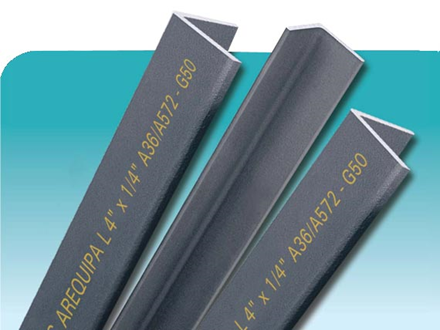 AREQUIPA L 4" x 1/4" A36/A572 - G50
L 4" x 1/4" A36/A572 - G50